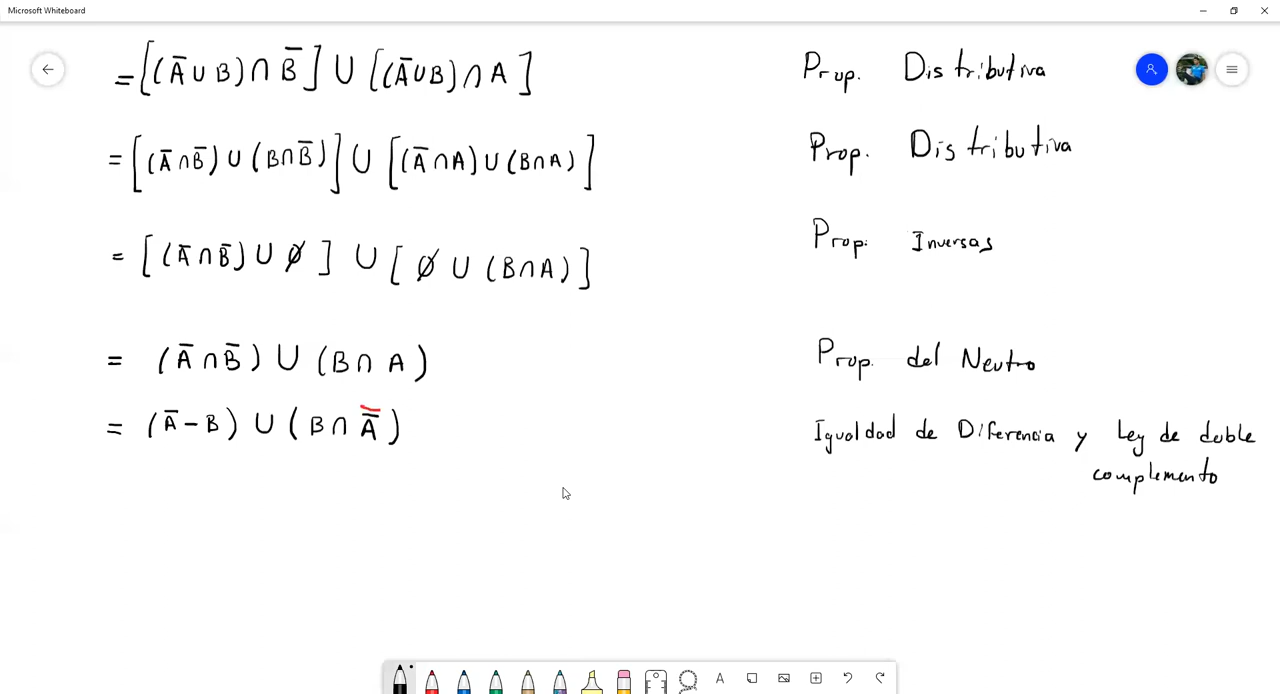 Microsoft Whiteboard
= [(A̅ ∪ B) ∩ B̅] ∪ [(A̅ ∪ B) ∩ A] Prop. Distributiva
= [(A̅ ∩ B̅) ∪ (B ∩ B̅)] ∪ [(A̅ ∩ A) ∪ (B ∩ A)] Prop. Distributiva
= [(A̅ ∩ B̅) ∪ ∅] ∪ [∅ ∪ (B ∩ A)] Prop. Inversas
= (A̅ ∩ B̅) ∪ (B ∩ A) Prop. del Neutro
= (A̅ − B) ∪ (B ∩ A̿) Igualdad de Diferencia y Ley de doble
complemento
A